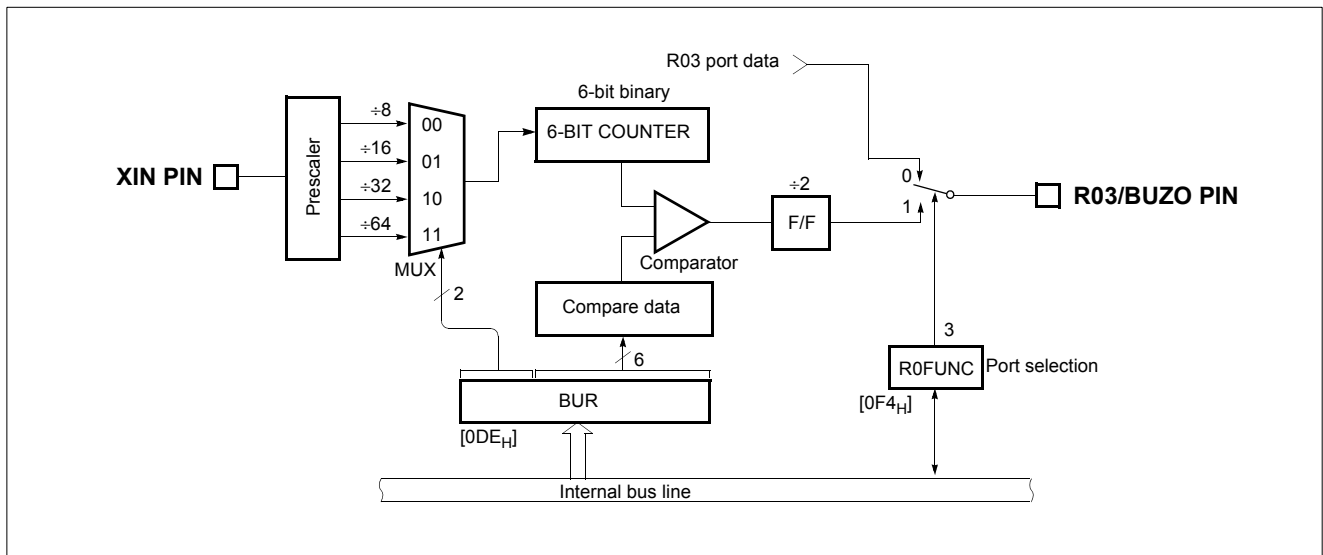 R03 port data
6-bit binary
÷8
00
6-BIT COUNTER
Prescaler
÷16
01
XIN PIN
÷32
10
÷64
11
MUX
2
÷2
F/F
0
1
R03/BUZO PIN
Comparator
Compare data
6
3
R0FUNC
Port selection
[0F4H]
BUR
[0DEH]
Internal bus line